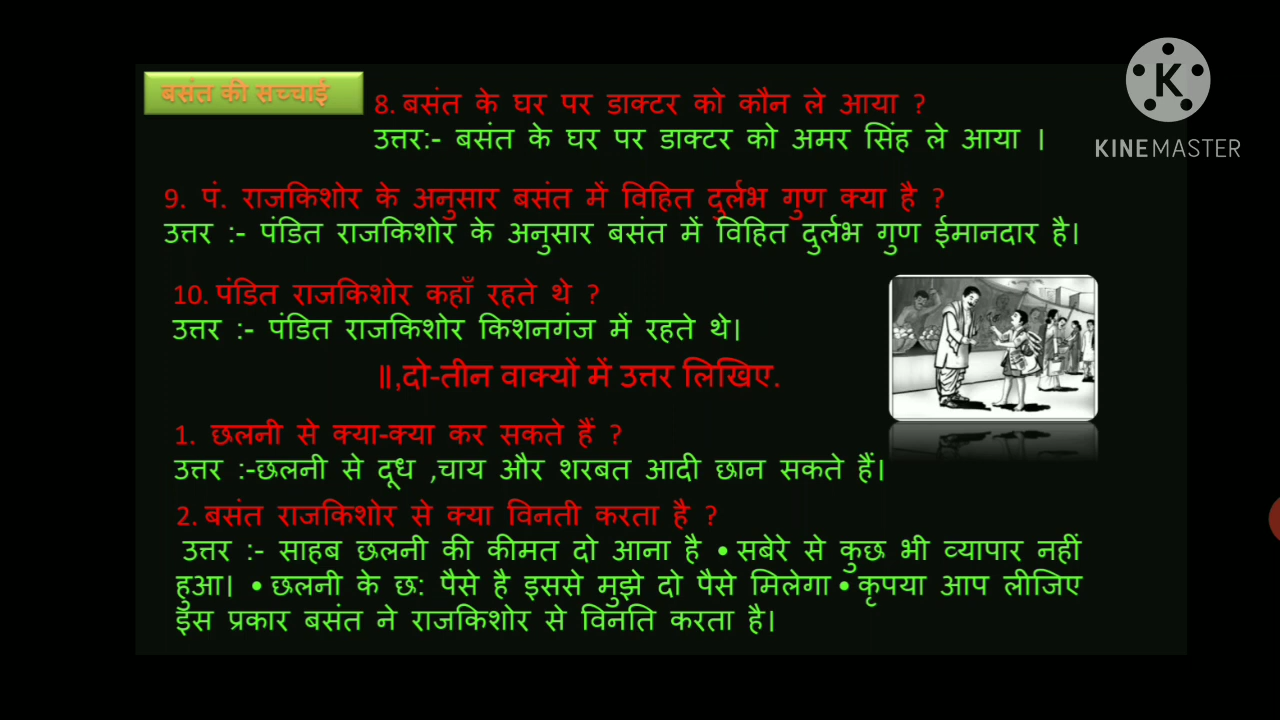 बसंत की सच्चाई
KINEMASTER
8. बसंत के घर पर डाक्टर को कौन ले आया ?
उत्तर:- बसंत के घर पर डाक्टर को अमर सिंह ले आया ।
9. पं. राजकिशोर के अनुसार बसंत में विहित दुर्लभ गुण क्या है ?
उत्तर :- पंडित राजकिशोर के अनुसार बसंत में विहित दुर्लभ गुण ईमानदार है।
10. पंडित राजकिशोर कहाँ रहते थे ?
उत्तर :- पंडित राजकिशोर किशनगंज में रहते थे।
॥,दो-तीन वाक्यों में उत्तर लिखिए.
1. छलनी से क्या-क्या कर सकते हैं ?
उत्तर :-छलनी से दूध ,चाय और शरबत आदी छान सकते हैं।
2. बसंत राजकिशोर से क्या विनती करता है ?
उत्तर :- साहब छलनी की कीमत दो आना है • सबेरे से कुछ भी व्यापार नहीं
हुआ। • छलनी के छ: पैसे है इससे मुझे दो पैसे मिलेगा • कृपया आप लीजिए
इस प्रकार बसंत ने राजकिशोर से विनति करता है।